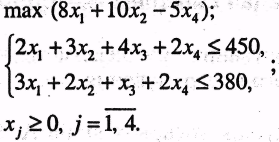 max (8x₁ + 10x₂ − 5x₄);
{ 2x₁ + 3x₂ + 4x₃ + 2x₄ ≤ 450,
3x₁ + 2x₂ + x₃ + 2x₄ ≤ 380, ;
xⱼ ≥ 0, j = 1, 4.